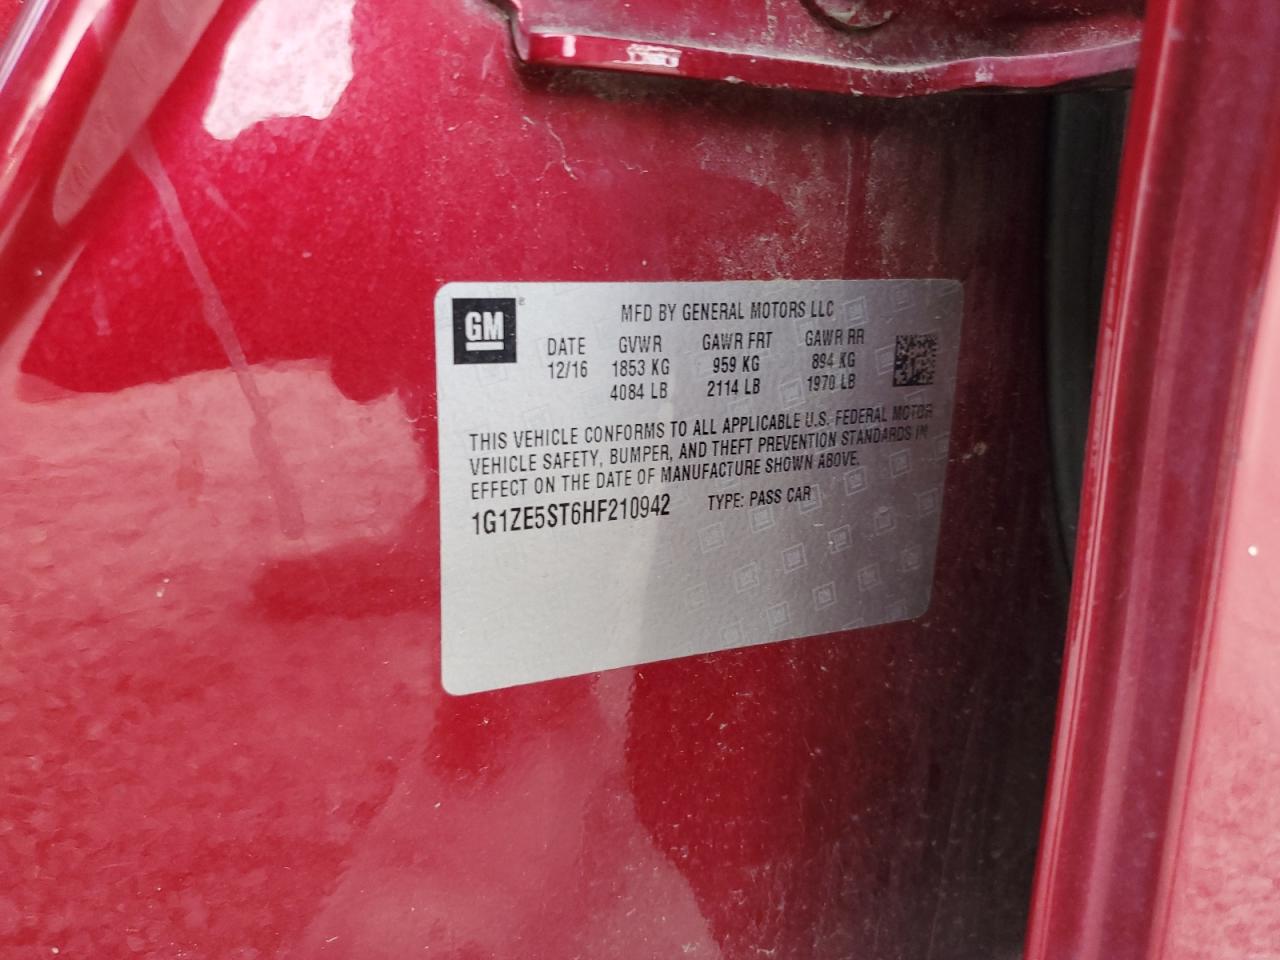 GM
MFD BY GENERAL MOTORS LLC
DATE GVWR GAWR FRT GAWR RR
12/16 1853 KG 959 KG 894 KG
4084 LB 2114 LB 1970 LB
THIS VEHICLE CONFORMS TO ALL APPLICABLE U.S. FEDERAL MOTOR
VEHICLE SAFETY, BUMPER, AND THEFT PREVENTION STANDARDS IN
EFFECT ON THE DATE OF MANUFACTURE SHOWN ABOVE.
1G1ZE5ST6HF210942 TYPE: PASS CAR